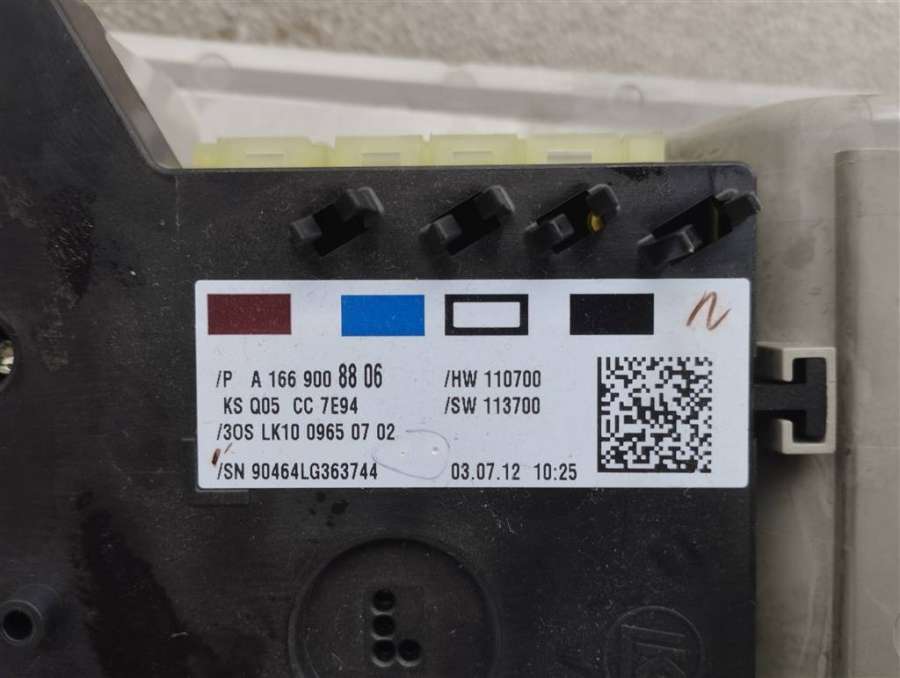 /P A 166 900 88 06 /HW 110700
KS Q05 CC 7E94 /SW 113700
/3OS LK10 0965 07 02
/SN 90464LG363744 03.07.12 10:25